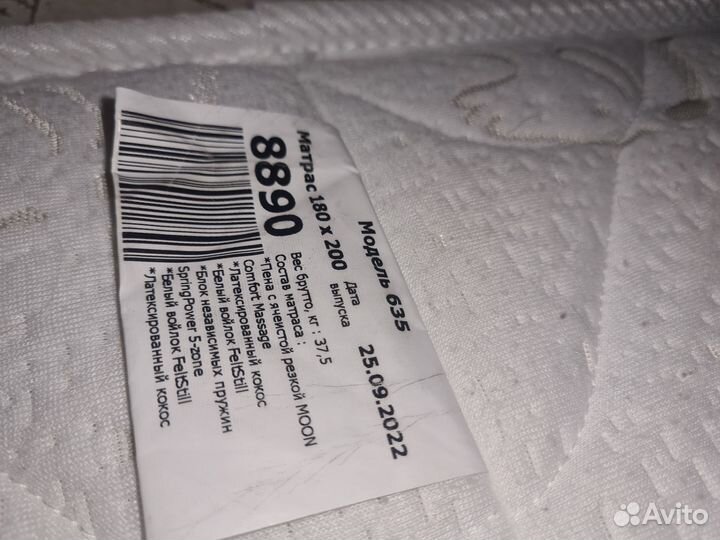 Модель 635
Матрас 180 x 200
Дата
выпуска
25.09.2022
8890
Вес брутто, кг : 37,5
Состав матраса :
*Пена с ячеистой резкой MOON
Comfort Massage
*Латексированный кокос
*Белый войлок FeltStill
*Блок независимых пружин
SpringPower 5-zone
*Белый войлок FeltStill
*Латексированный кокос
Avito